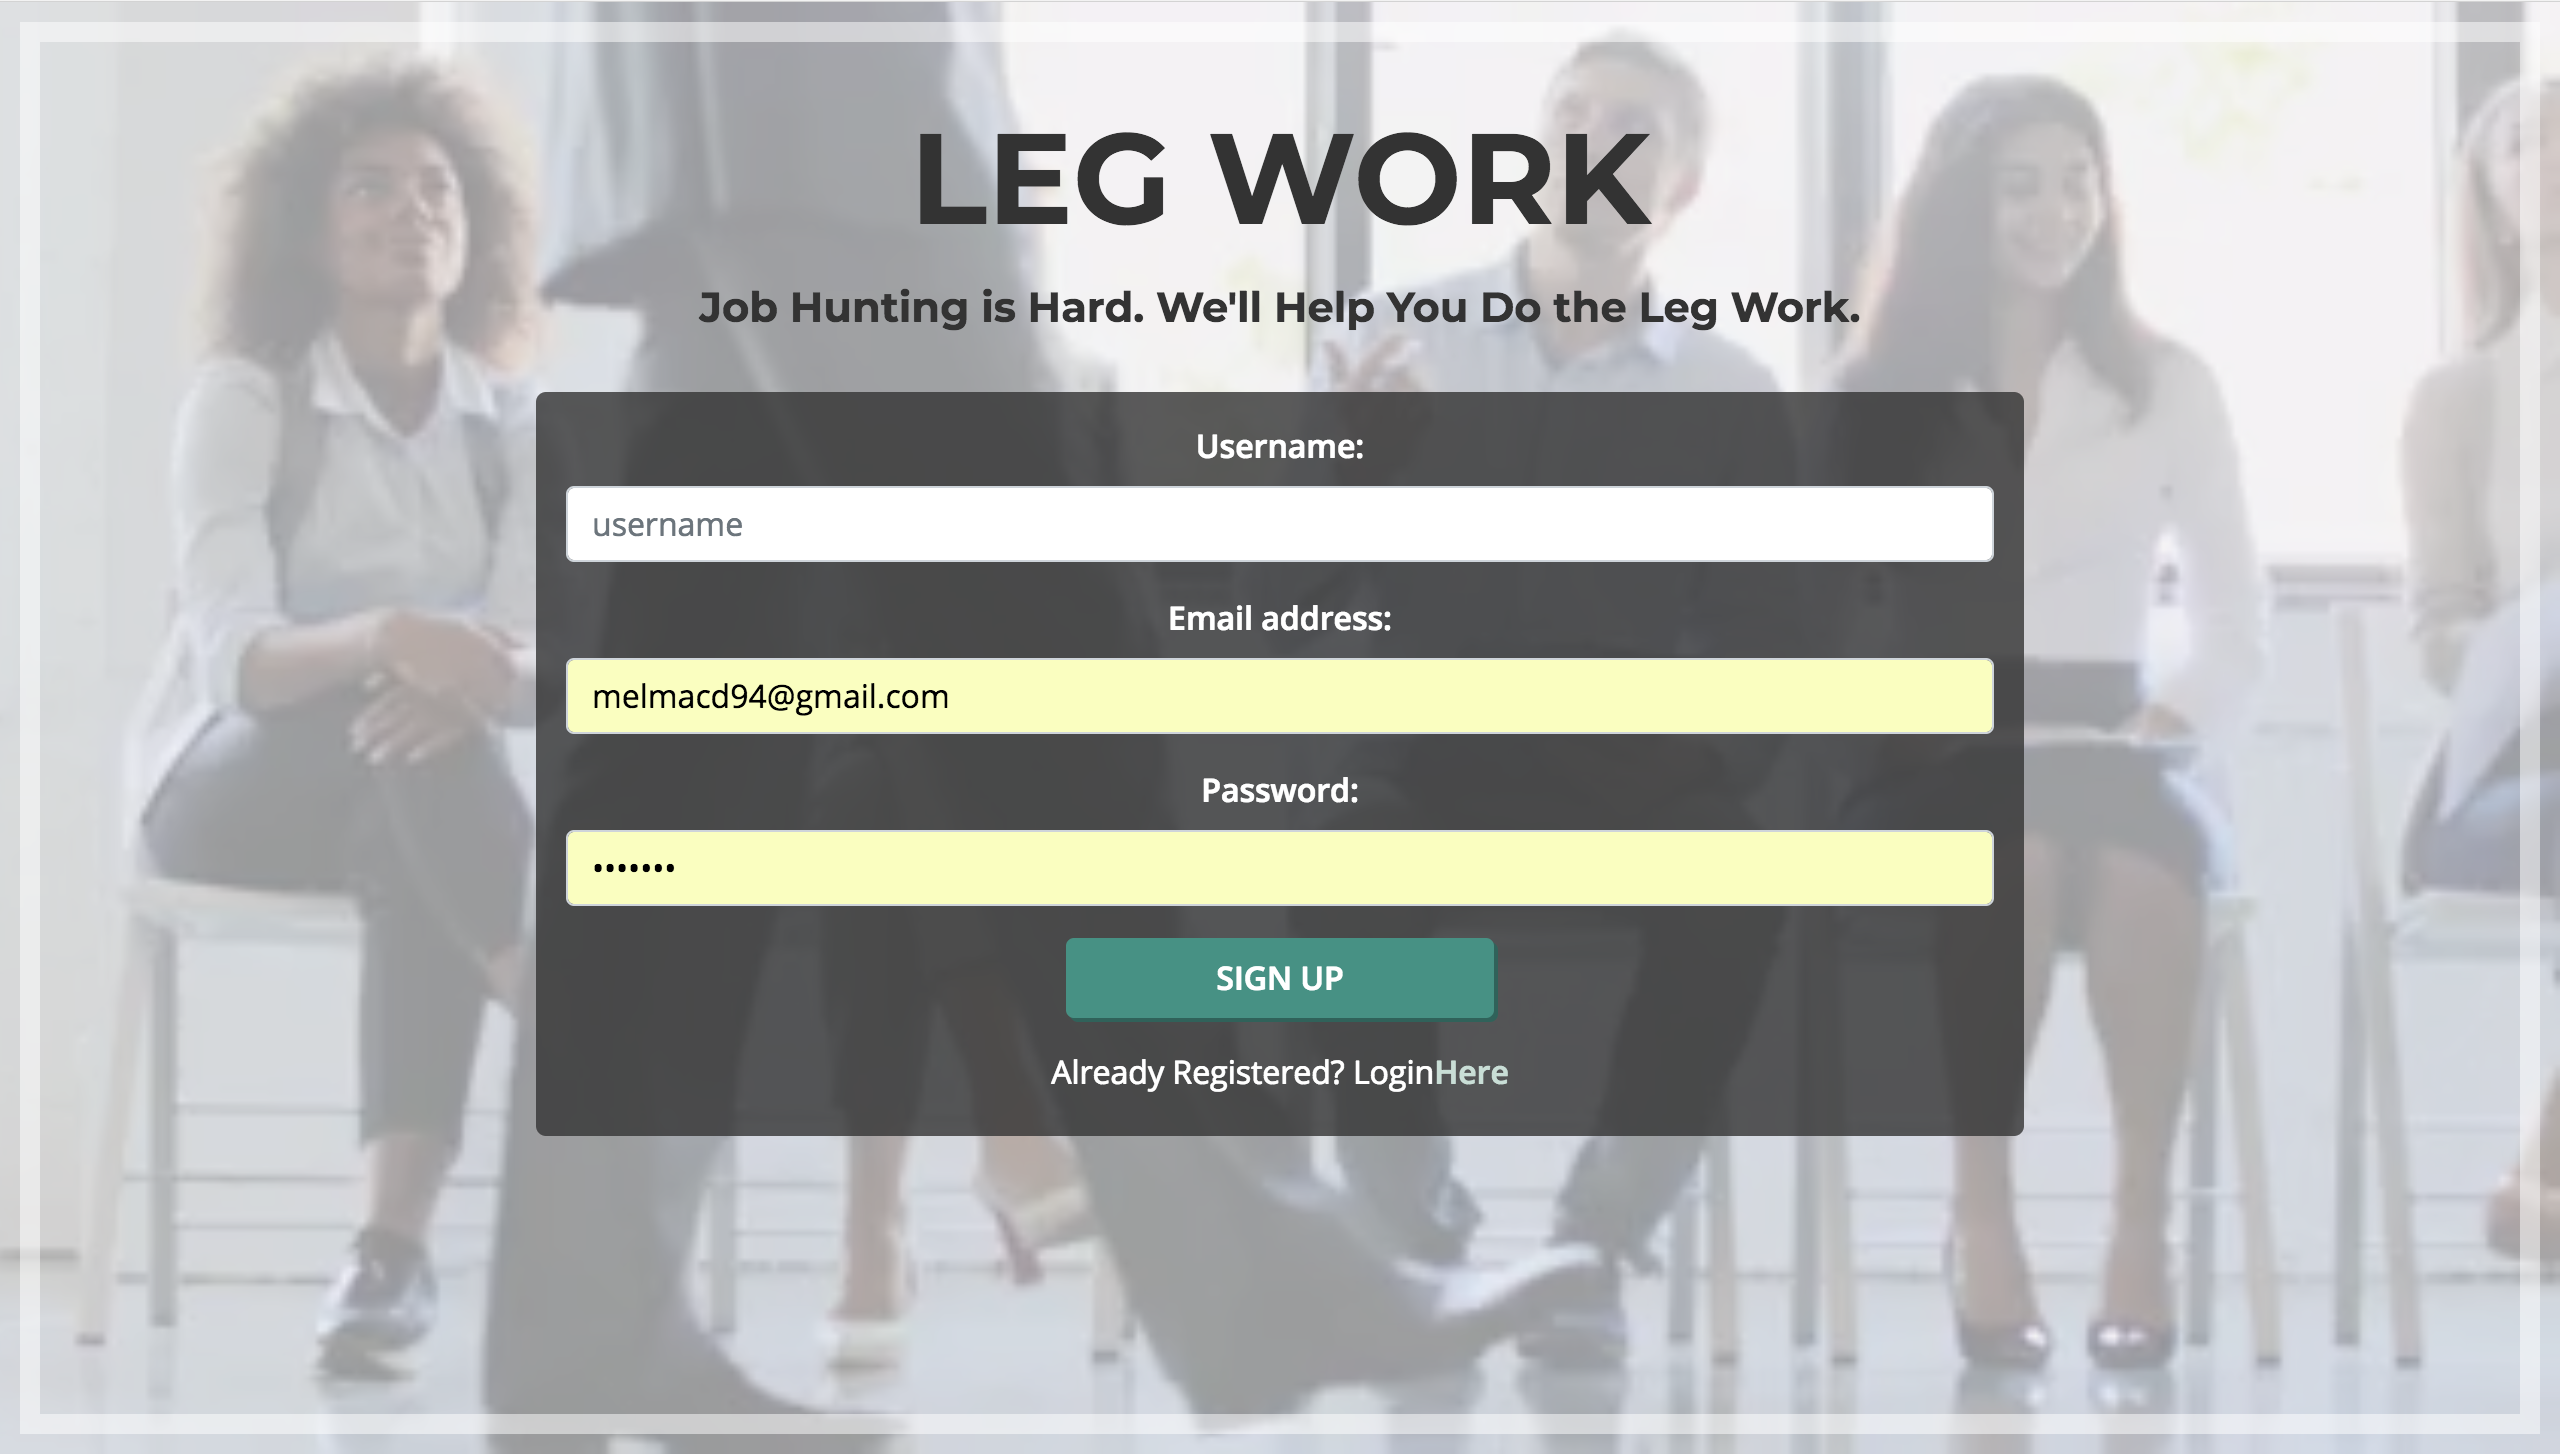 LEG WORK
Job Hunting is Hard. We'll Help You Do the Leg Work.
Username:
username
Email address:
melmacd94@gmail.com
Password:
•••••••
SIGN UP
Already Registered? LoginHere